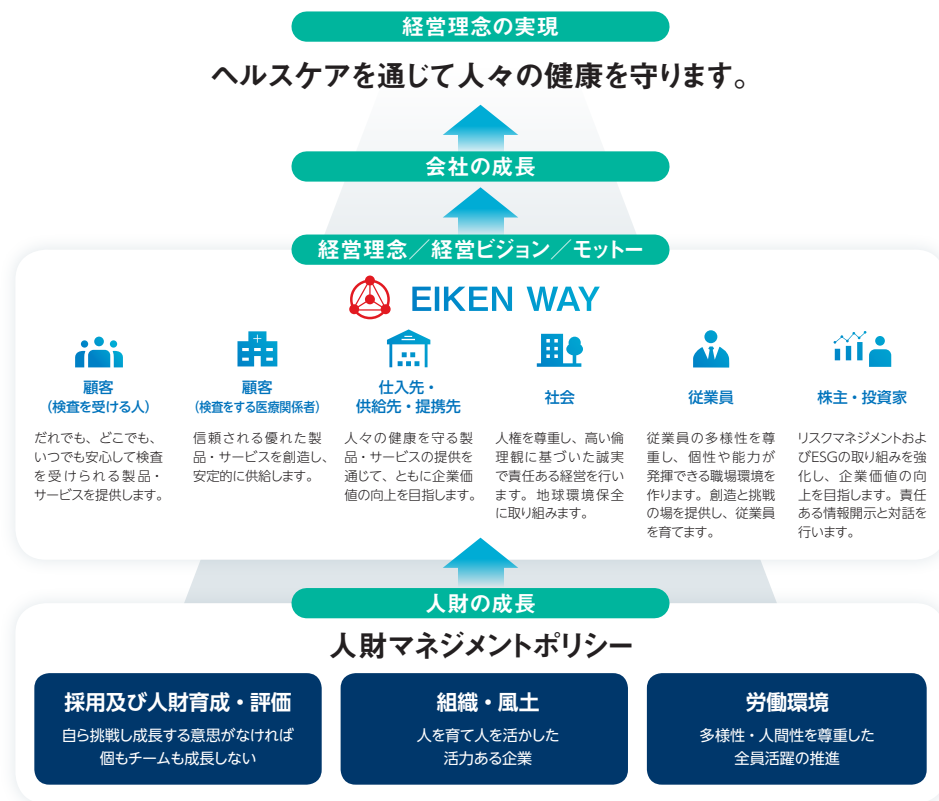 経営理念の実現
ヘルスケアを通じて人々の健康を守ります。
会社の成長
経営理念／経営ビジョン／モットー
EIKEN WAY
顧客
（検査を受ける人）
だれでも、どこでも、
いつでも安心して検査
を受けられる製品・
サービスを提供します。
顧客
（検査をする医療関係者）
信頼される優れた製
品・サービスを創造し、
安定的に供給します。
仕入先・
供給先・提携先
人々の健康を守る製
品・サービスの提供を
通じて、ともに企業価
値の向上を目指します。
社会
人権を尊重し、高い倫
理観に基づいた誠実
で責任ある経営を行い
ます。地球環境保全
に取り組みます。
従業員
従業員の多様性を尊
重し、個性や能力が
発揮できる職場環境を
作ります。創造と挑戦
の場を提供し、従業員
を育てます。
株主・投資家
リスクマネジメントおよ
びESGの取り組みを強
化し、企業価値の向
上を目指します。責任
ある情報開示と対話を
行います。
人財の成長
人財マネジメントポリシー
採用及び人財育成・評価
自ら挑戦し成長する意思がなければ
個もチームも成長しない
組織・風土
人を育て人を活かした
活力ある企業
労働環境
多様性・人間性を尊重した
全員活躍の推進